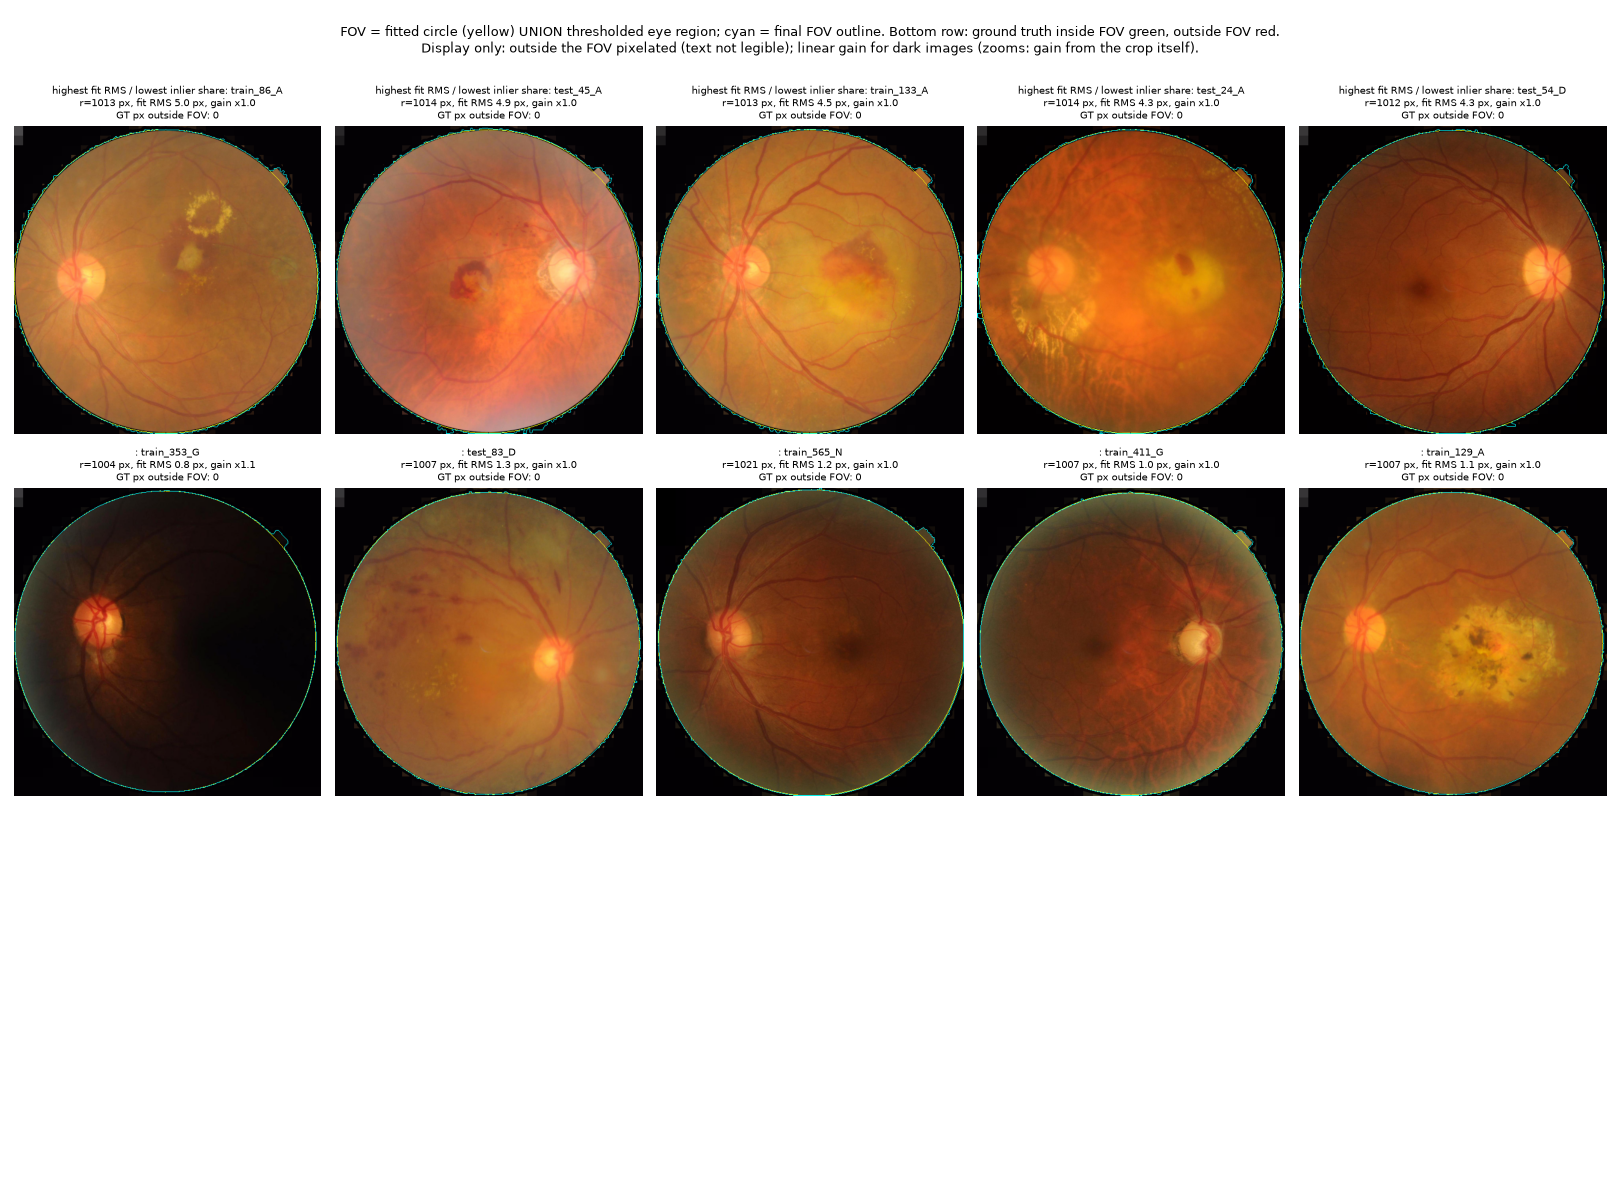 FOV = fitted circle (yellow) UNION thresholded eye region; cyan = final FOV outline. Bottom row: ground truth inside FOV green, outside FOV red.
Display only: outside the FOV pixelated (text not legible); linear gain for dark images (zooms: gain from the crop itself).
highest fit RMS / lowest inlier share: train_86_A
r=1013 px, fit RMS 5.0 px, gain x1.0
GT px outside FOV: 0
highest fit RMS / lowest inlier share: test_45_A
r=1014 px, fit RMS 4.9 px, gain x1.0
GT px outside FOV: 0
highest fit RMS / lowest inlier share: train_133_A
r=1013 px, fit RMS 4.5 px, gain x1.0
GT px outside FOV: 0
highest fit RMS / lowest inlier share: test_24_A
r=1014 px, fit RMS 4.3 px, gain x1.0
GT px outside FOV: 0
highest fit RMS / lowest inlier share: test_54_D
r=1012 px, fit RMS 4.3 px, gain x1.0
GT px outside FOV: 0
: train_353_G
r=1004 px, fit RMS 0.8 px, gain x1.1
GT px outside FOV: 0
: test_83_D
r=1007 px, fit RMS 1.3 px, gain x1.0
GT px outside FOV: 0
: train_565_N
r=1021 px, fit RMS 1.2 px, gain x1.0
GT px outside FOV: 0
: train_411_G
r=1007 px, fit RMS 1.0 px, gain x1.0
GT px outside FOV: 0
: train_129_A
r=1007 px, fit RMS 1.1 px, gain x1.0
GT px outside FOV: 0